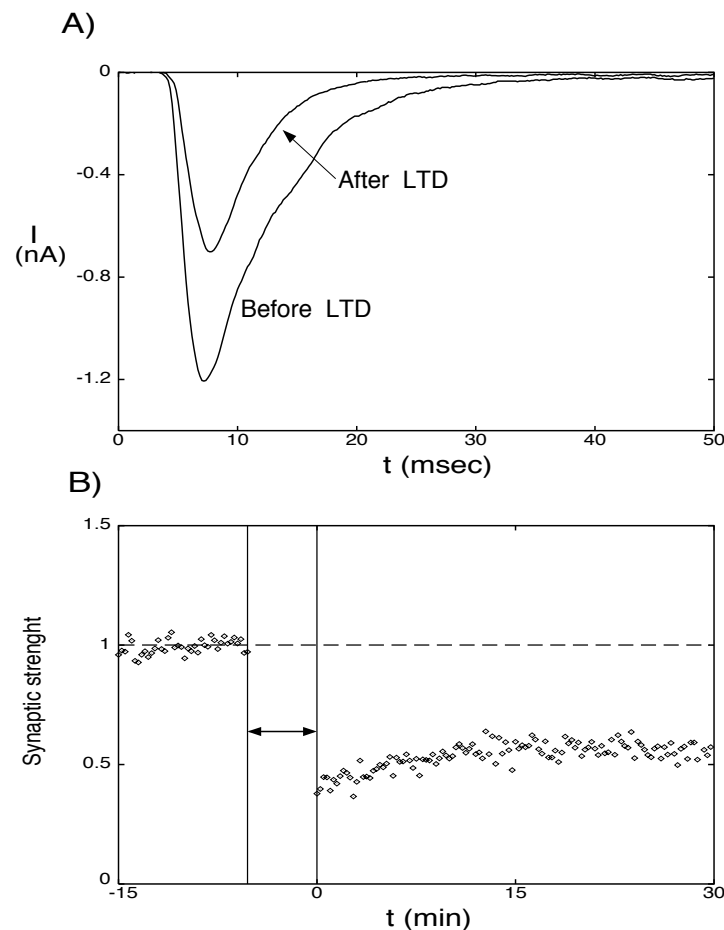 A)
0
-0.4
-0.8
-1.2
I
(nA)
After LTD
Before LTD
0 10 20 30 40 50
t (msec)
B)
1.5
1
0.5
0
Synaptic strenght
-15 0 15 30
t (min)